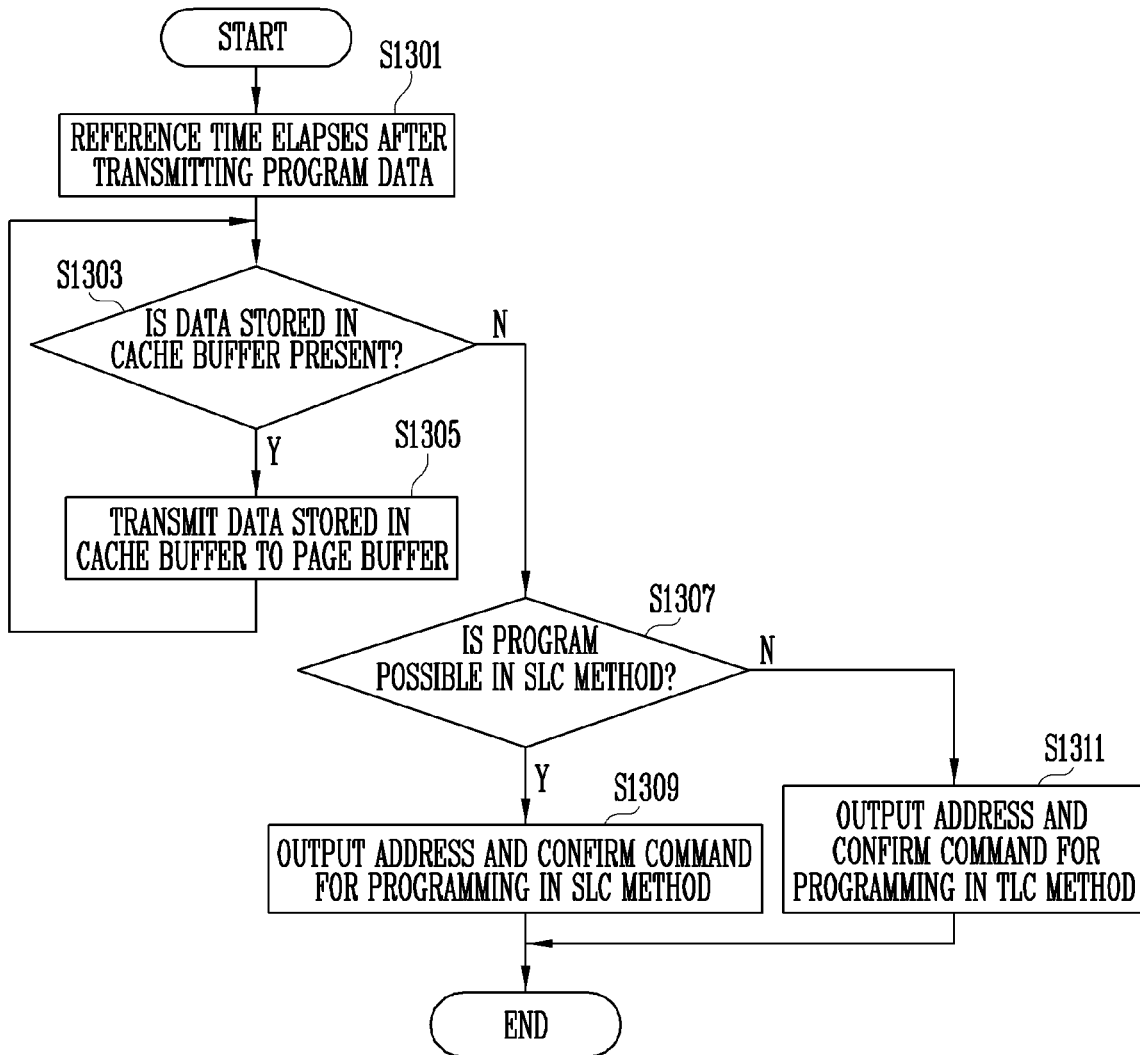 START
S1301
REFERENCE TIME ELAPSES AFTER
TRANSMITTING PROGRAM DATA
S1303
IS DATA STORED IN
CACHE BUFFER PRESENT?
N
Y
S1305
TRANSMIT DATA STORED IN
CACHE BUFFER TO PAGE BUFFER
S1307
IS PROGRAM
POSSIBLE IN SLC METHOD?
N
Y
S1309
OUTPUT ADDRESS AND CONFIRM COMMAND
FOR PROGRAMMING IN SLC METHOD
S1311
OUTPUT ADDRESS AND
CONFIRM COMMAND FOR
PROGRAMMING IN TLC METHOD
END